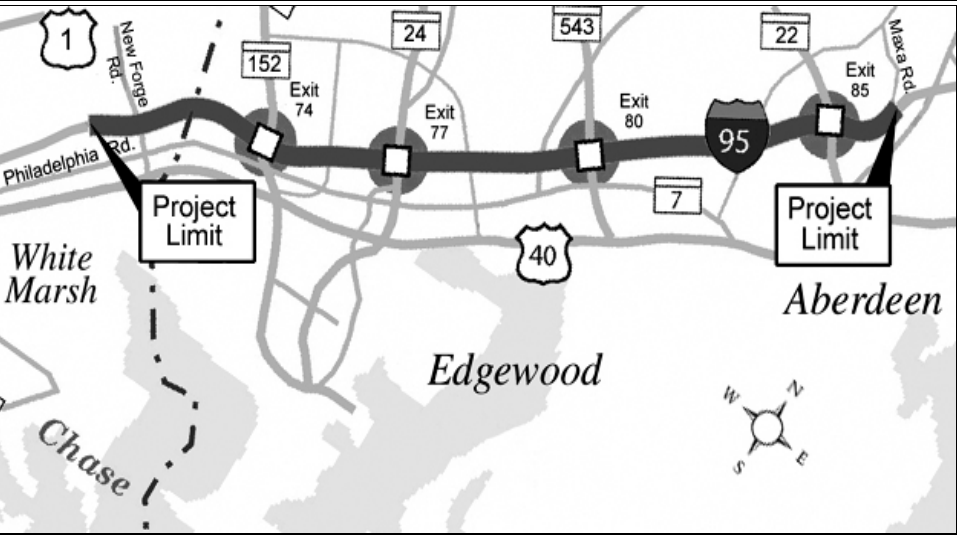 1
New Forge
Rd.
152
24
543
22
Maxa Rd.
Exit
74
Exit
77
Exit
80
Exit
85
95
Philadelphia Rd.
Project
Limit
7
Project
Limit
40
White
Marsh
Aberdeen
Edgewood
Chase
N
W
E
S